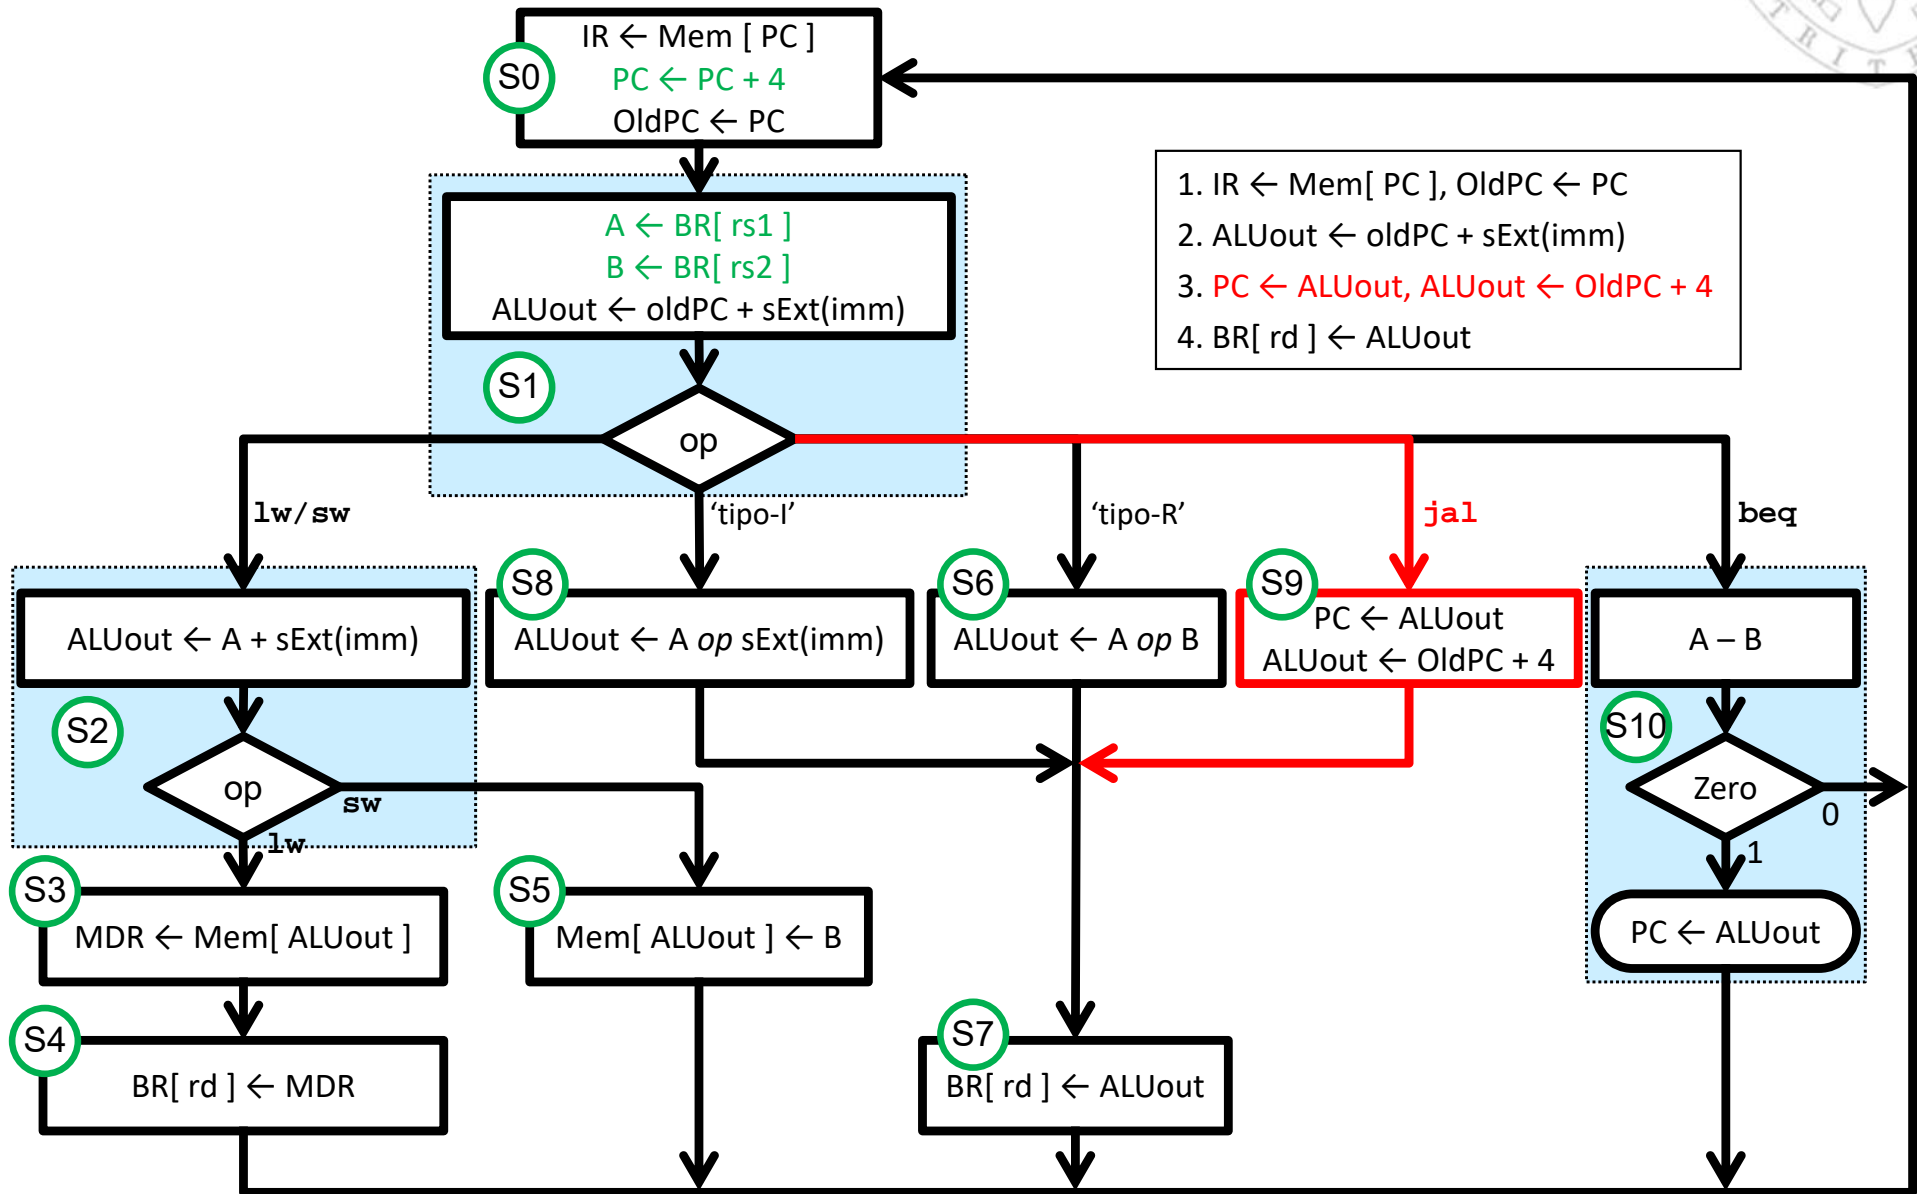 IR ← Mem [ PC ]
S0
PC ← PC + 4
OldPC ← PC
1. IR ← Mem[ PC ], OldPC ← PC
2. ALUout ← oldPC + sExt(imm)
3. PC ← ALUout, ALUout ← OldPC + 4
4. BR[ rd ] ← ALUout
A ← BR[ rs1 ]
B ← BR[ rs2 ]
ALUout ← oldPC + sExt(imm)
S1
op
lw/sw
‘tipo-I’
‘tipo-R’
jal
beq
S8
S6
S9
ALUout ← A + sExt(imm)
ALUout ← A op sExt(imm)
ALUout ← A op B
PC ← ALUout
ALUout ← OldPC + 4
A – B
S2
S10
op
sw
lw
Zero
0
1
S3
S5
MDR ← Mem[ ALUout ]
Mem[ ALUout ] ← B
PC ← ALUout
S4
S7
BR[ rd ] ← MDR
BR[ rd ] ← ALUout